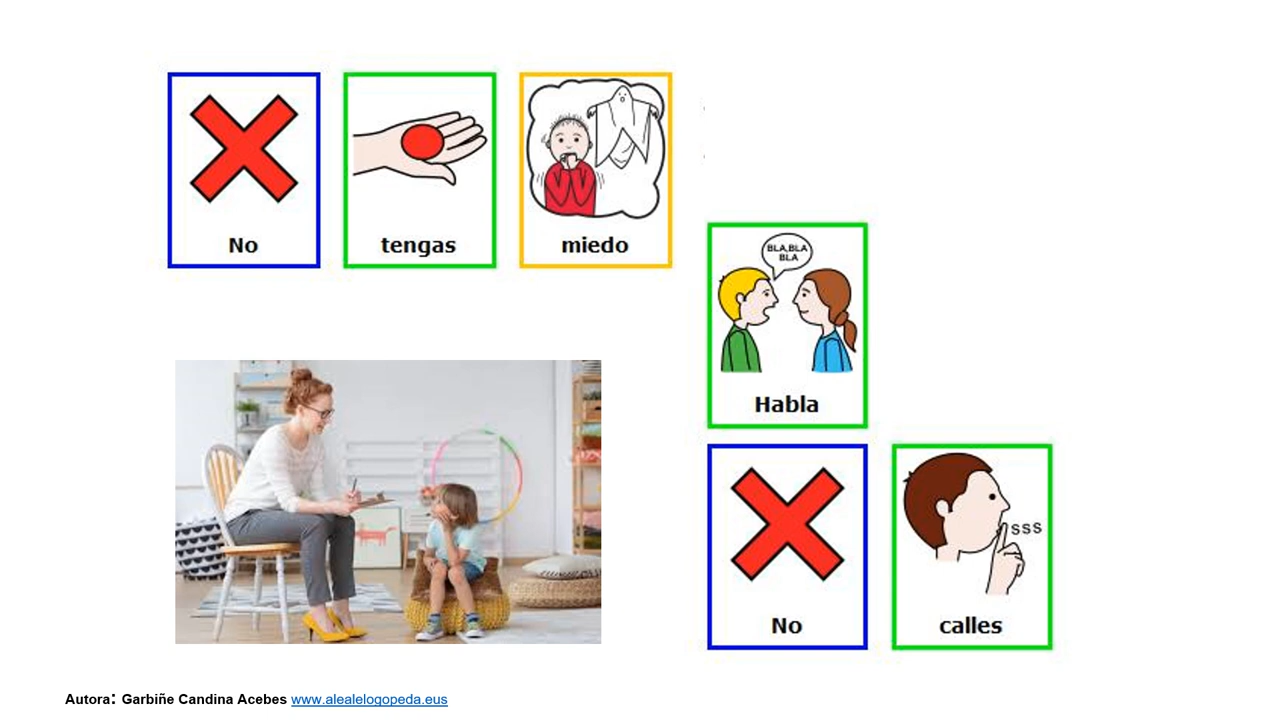 No tengas miedo
BLA,BLA
BLA
Habla
sss
No calles
Autora: Garbiñe Candina Acebes www.alealelogopeda.eus